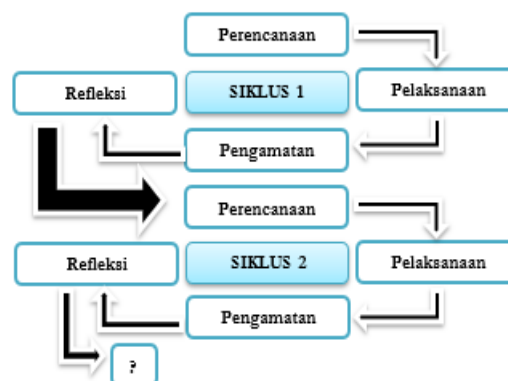 Perencanaan
Refleksi
SIKLUS 1
Pelaksanaan
Pengamatan
Perencanaan
Refleksi
SIKLUS 2
Pelaksanaan
Pengamatan
?